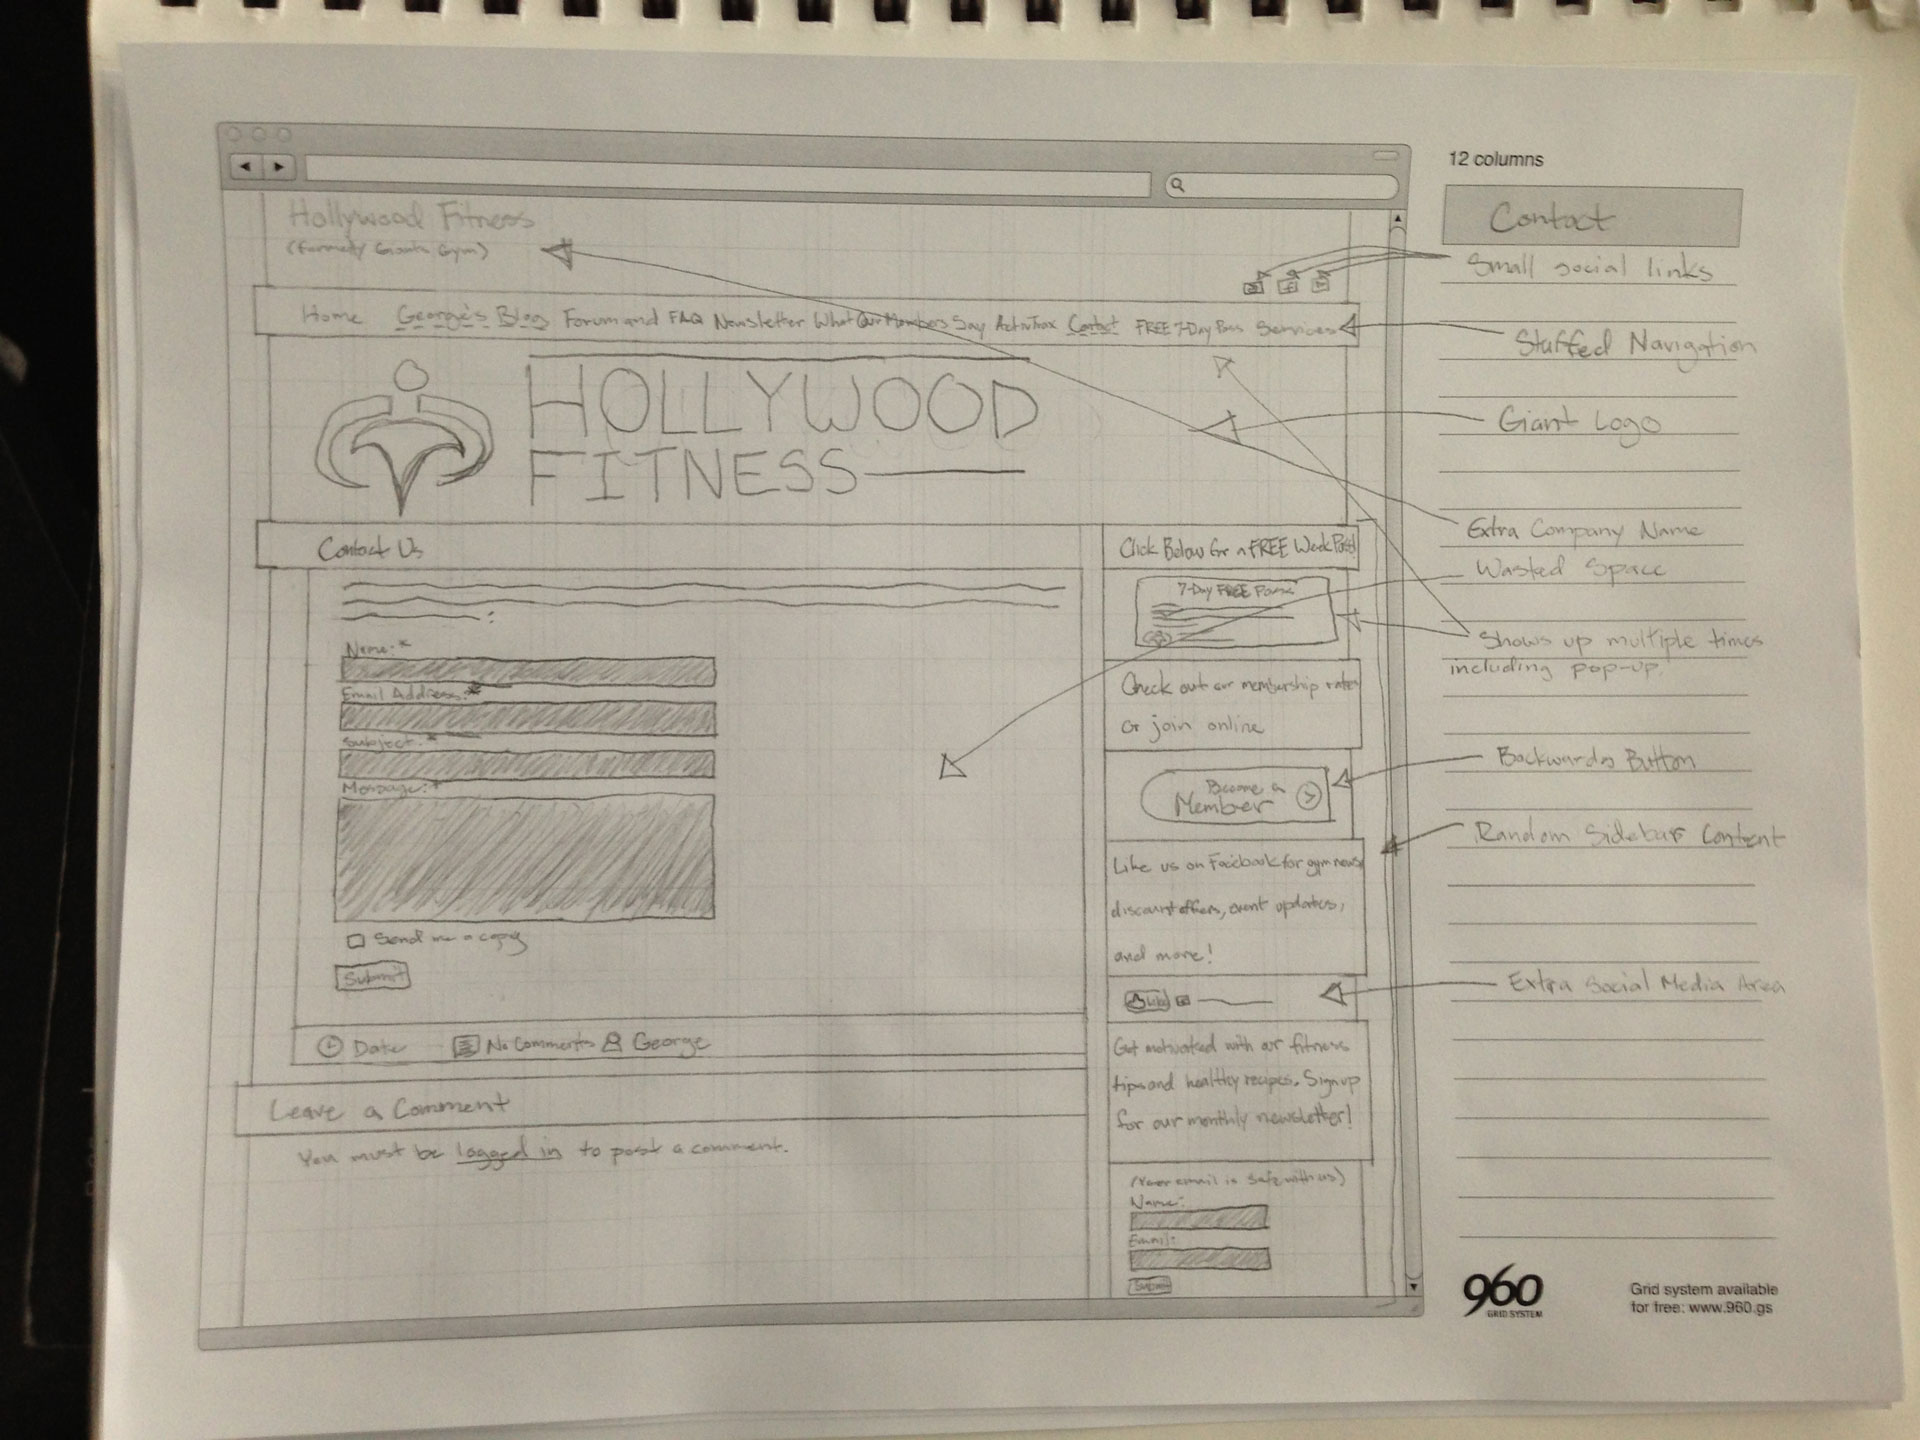 12 columns
Contact
Hollywood Fitness
(formerly Giants Gym)
Small social links
Home George's Blog Forum and FAQ Newsletter What Our Members Say ActivTrax Contact FREE 7-Day Pass Services
Stuffed Navigation
HOLLYWOOD
FITNESS
Giant Logo
Extra Company Name
Contact Us
Click Below for a FREE Week Pass!
Wasted Space
7-Day FREE
Name:*
Email Address:*
Subject:*
Message:*
Send me a copy
Submit
Shows up multiple times
including pop-up!
Check out our membership rates
or join online
Backwards Button
Become a
Member
Random Sidebar Content
Like us on Facebook for gym news,
discount offers, event updates,
and more!
Like
Extra Social Media Area
Date No Comments George
Get motivated with our fitness
tips and healthy recipes. Sign up
for our monthly newsletter!
Leave a Comment
You must be logged in to post a comment.
(Your email is safe with us)
Name:
Email:
Submit
960
GRID SYSTEM
Grid system available
for free: www.960.gs